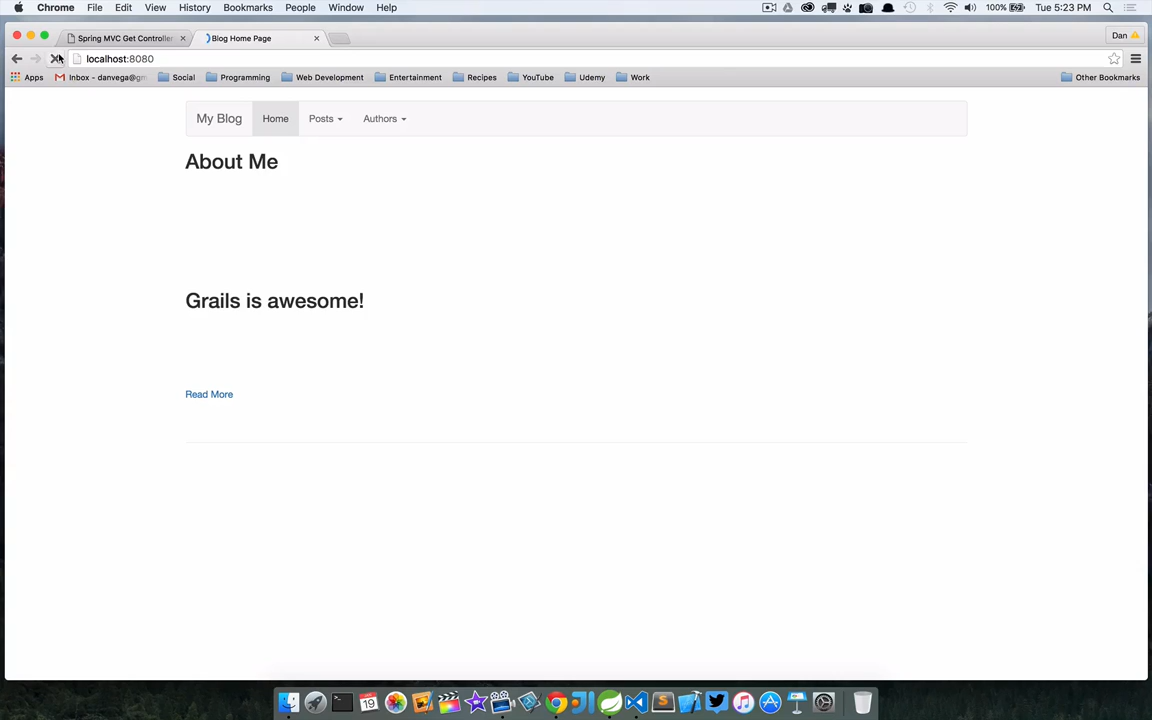 Chrome File Edit View History Bookmarks People Window Help 100% Tue 5:23 PM
Spring MVC Get Controller Blog Home Page Dan
localhost:8080
Apps Inbox - danvega@gm Social Programming Web Development Entertainment Recipes YouTube Udemy Work Other Bookmarks
My Blog Home Posts Authors
About Me
Grails is awesome!
Read More
19